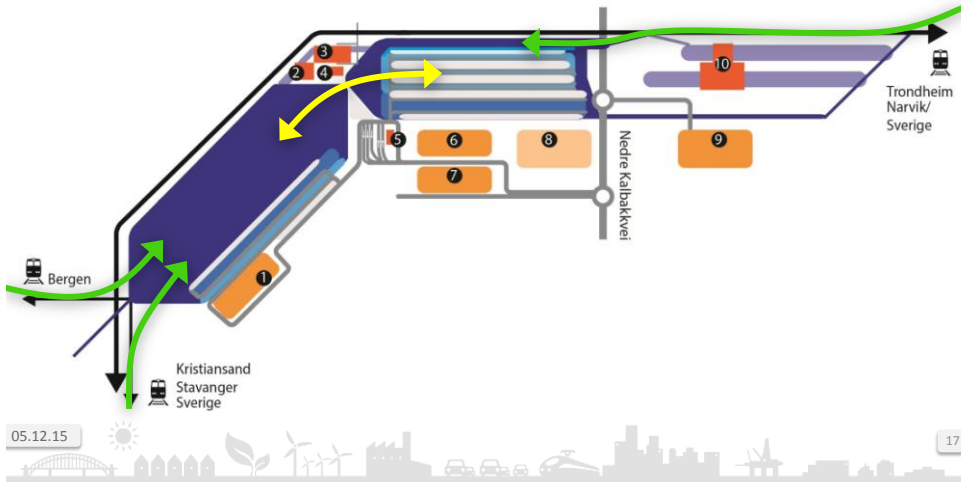 3
2
4
10
Trondheim
Narvik/
Sverige
5
6
8
9
7
Nedre Kalbakkvei
1
Bergen
Kristiansand
Stavanger
Sverige
05.12.15
17